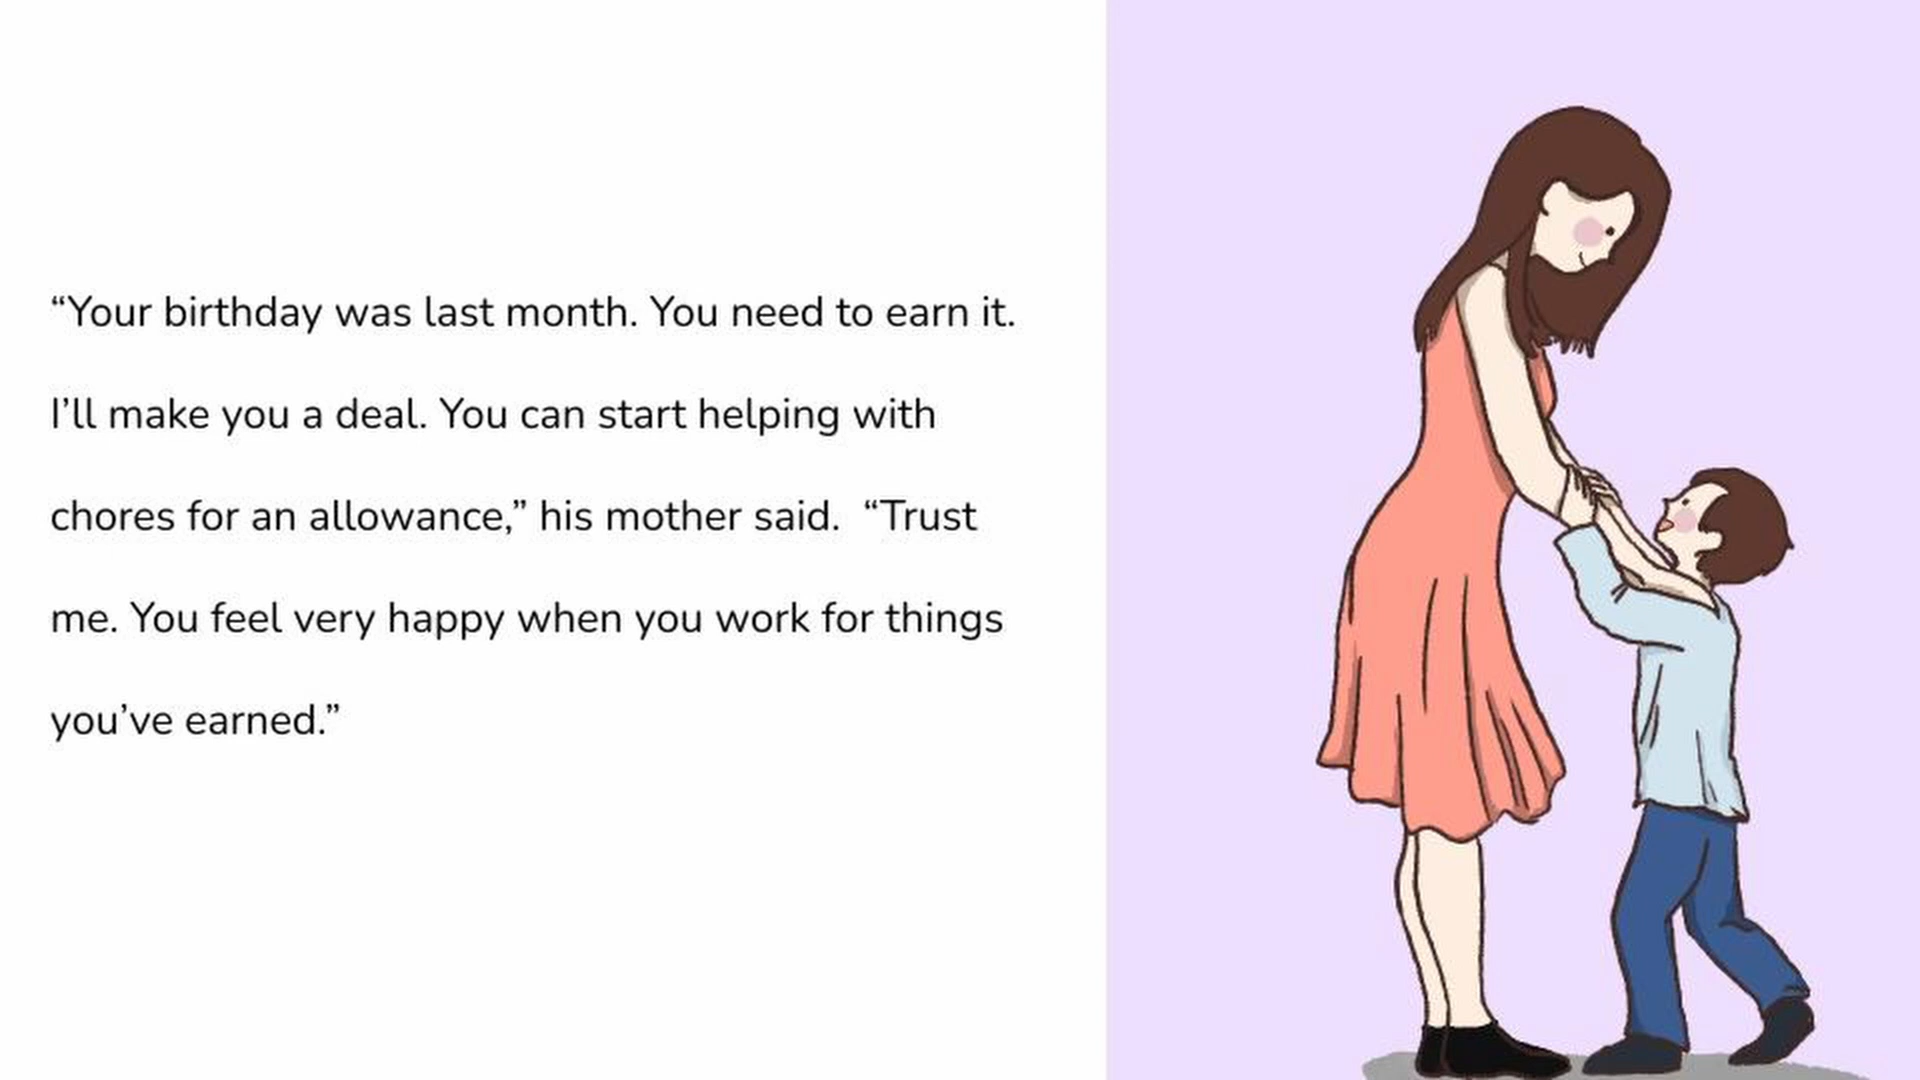 “Your birthday was last month. You need to earn it.
I’ll make you a deal. You can start helping with
chores for an allowance,” his mother said.  “Trust
me. You feel very happy when you work for things
you’ve earned.”